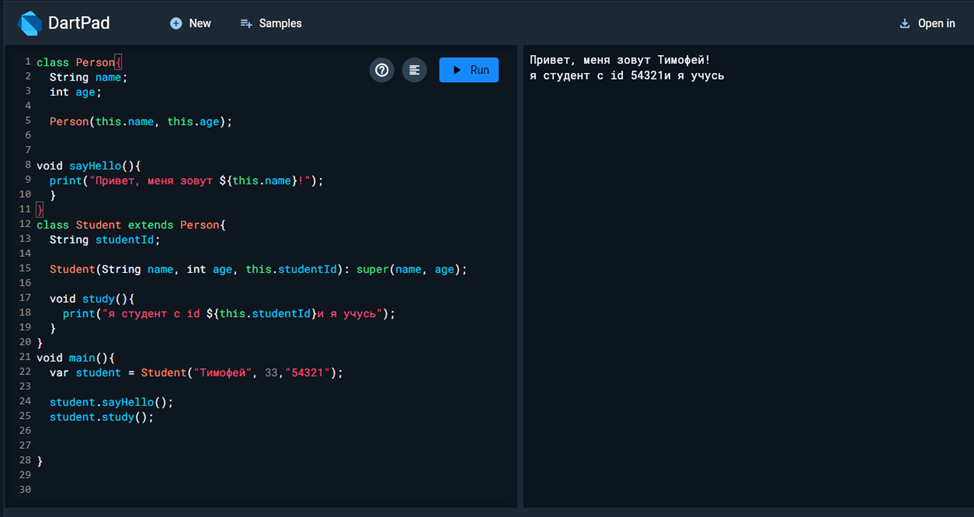 DartPad
New
Samples
Open in
Run
1 class Person{
2 String name;
3 int age;
4
5 Person(this.name, this.age);
6
7
8 void sayHello(){
9 print("Привет, меня зовут ${this.name}!");
10 }
11 }
12 class Student extends Person{
13 String studentId;
14
15 Student(String name, int age, this.studentId): super(name, age);
16
17 void study(){
18 print("я студент с id ${this.studentId}и я учусь");
19 }
20 }
21 void main(){
22 var student = Student("Тимофей", 33,"54321");
23
24 student.sayHello();
25 student.study();
26
27
28 }
29
30
Привет, меня зовут Тимофей!
я студент с id 54321и я учусь